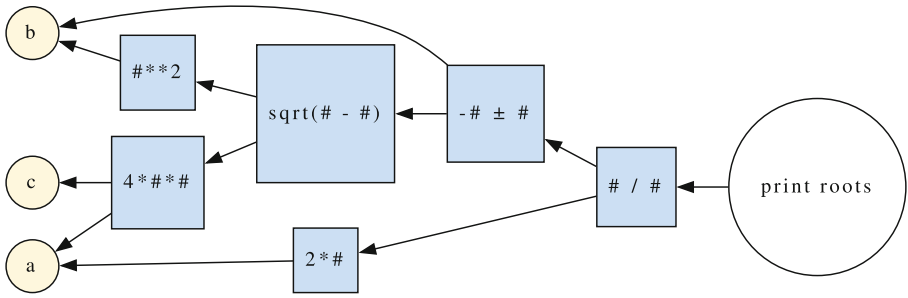 b
#**2
sqrt(# - #)
-# ± #
c
4*#*#
# / #
print roots
a
2*#